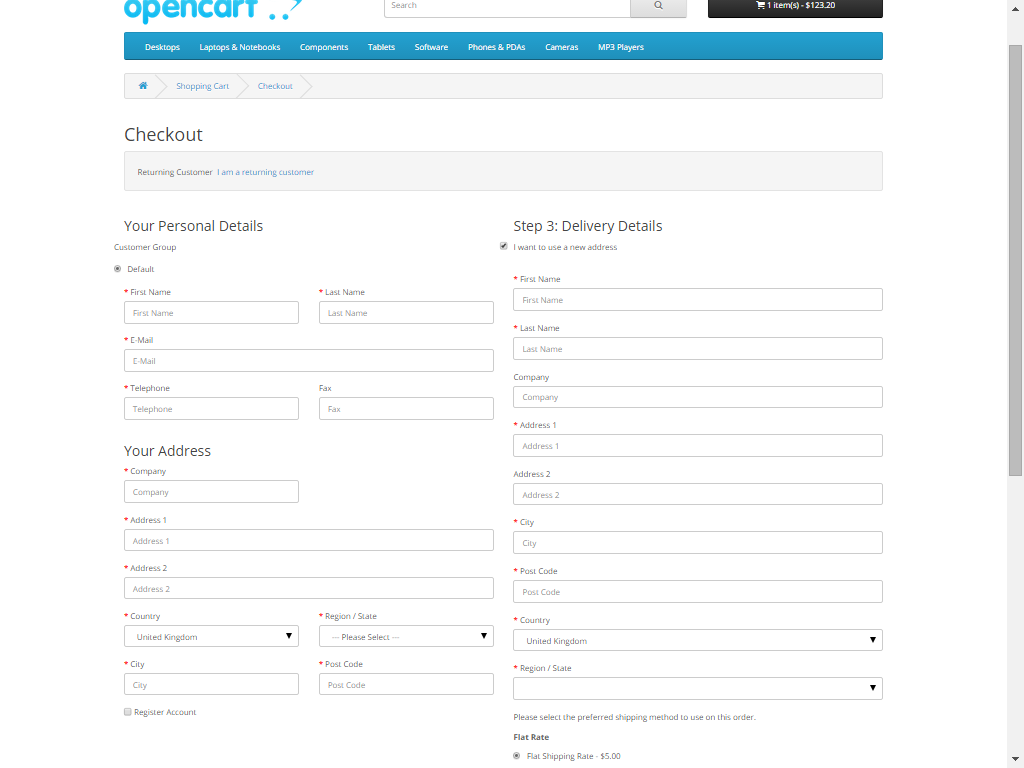 opencart
Search
1 item(s) - $123.20
Desktops Laptops & Notebooks Components Tablets Software Phones & PDAs Cameras MP3 Players
Shopping Cart Checkout
Checkout
Returning Customer I am a returning customer
Your Personal Details
Customer Group
Default
* First Name
First Name
* Last Name
Last Name
* E-Mail
E-Mail
* Telephone
Telephone
Fax
Fax
Your Address
* Company
Company
* Address 1
Address 1
* Address 2
Address 2
* Country
United Kingdom
* Region / State
--- Please Select ---
* City
City
* Post Code
Post Code
Register Account
Step 3: Delivery Details
I want to use a new address
* First Name
First Name
* Last Name
Last Name
Company
Company
* Address 1
Address 1
Address 2
Address 2
* City
City
* Post Code
Post Code
* Country
United Kingdom
* Region / State
Please select the preferred shipping method to use on this order.
Flat Rate
Flat Shipping Rate - $5.00